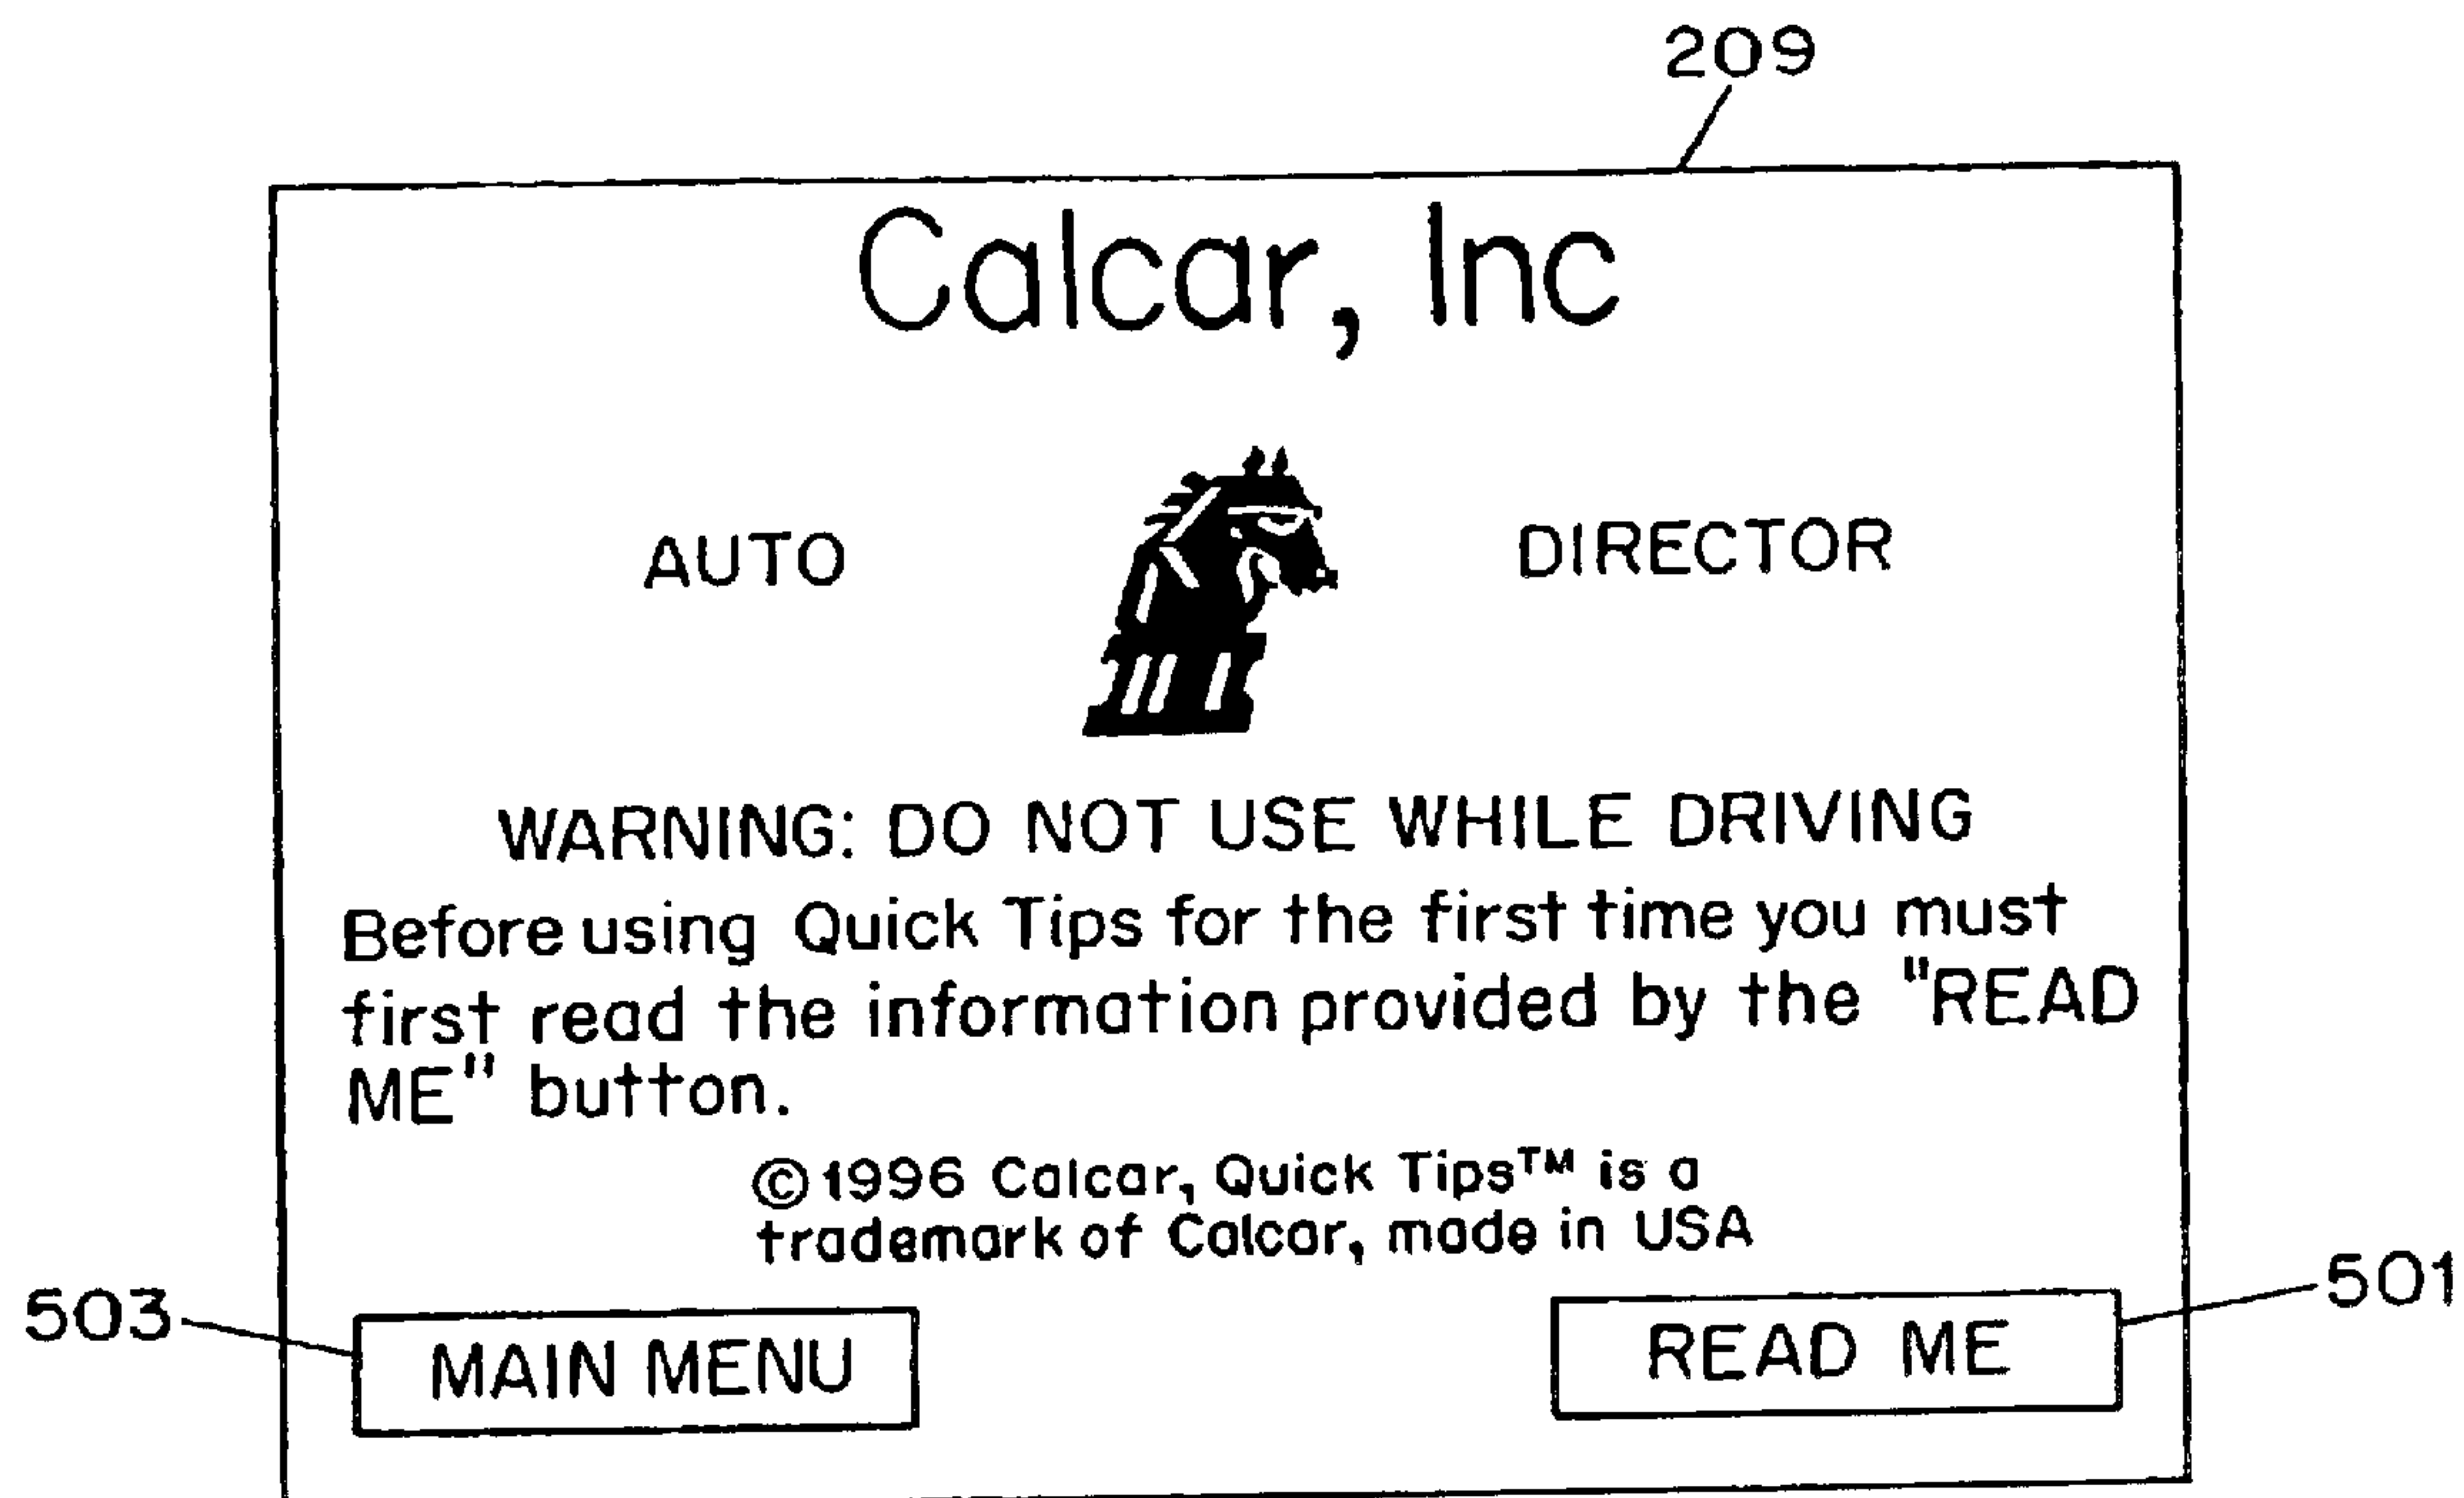 209
Calcar, Inc
AUTO DIRECTOR
WARNING: DO NOT USE WHILE DRIVING
Before using Quick Tips for the first time you must
first read the information provided by the "READ
ME" button.
©1996 Calcar, Quick Tips™ is a
trademark of Calcar, made in USA
503 MAIN MENU READ ME 501